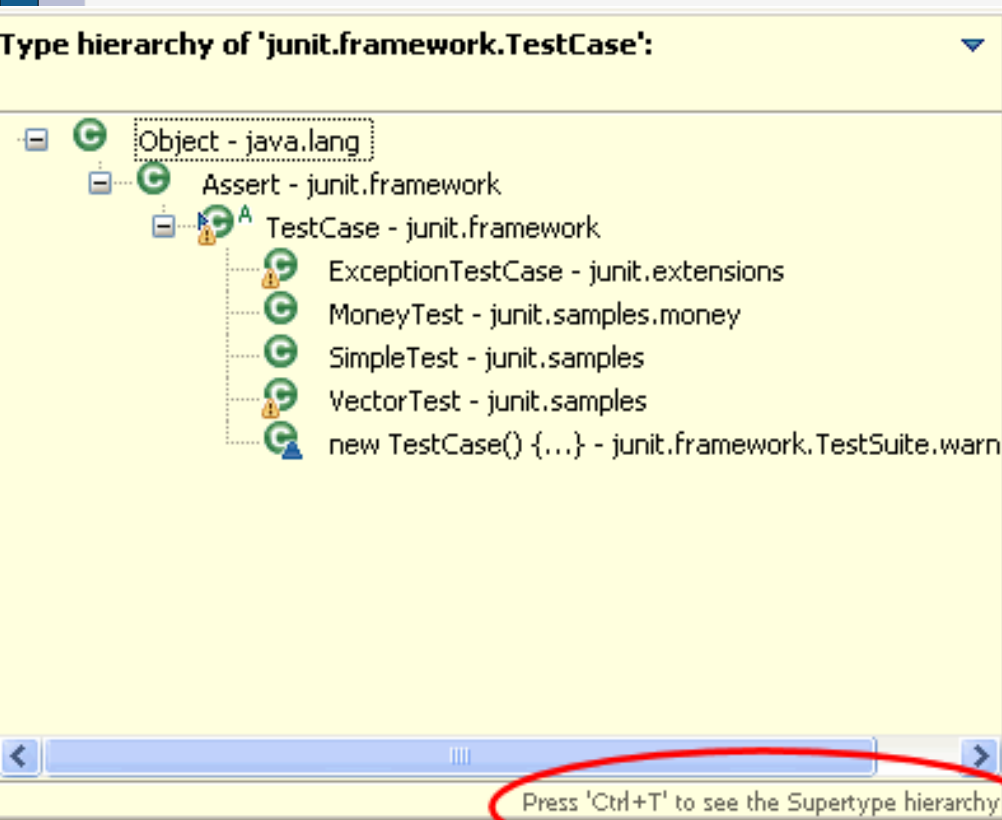 Type hierarchy of 'junit.framework.TestCase':
Object - java.lang
Assert - junit.framework
A TestCase - junit.framework
ExceptionTestCase - junit.extensions
MoneyTest - junit.samples.money
SimpleTest - junit.samples
VectorTest - junit.samples
new TestCase() {...} - junit.framework.TestSuite.warn
Press 'Ctrl+T' to see the Supertype hierarchy